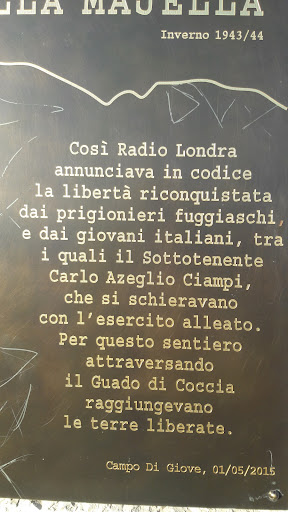 LLA MAJELLA
Inverno 1943/44
Così Radio Londra
annunciava in codice
la libertà riconquistata
dai prigionieri fuggiaschi,
e dai giovani italiani, tra
i quali il Sottotenente
Carlo Azeglio Ciampi,
che si schieravano
con l'esercito alleato.
Per questo sentiero
attraversando
il Guado di Coccia
raggiungevano
le terre liberate.
Campo Di Giove, 01/05/2015